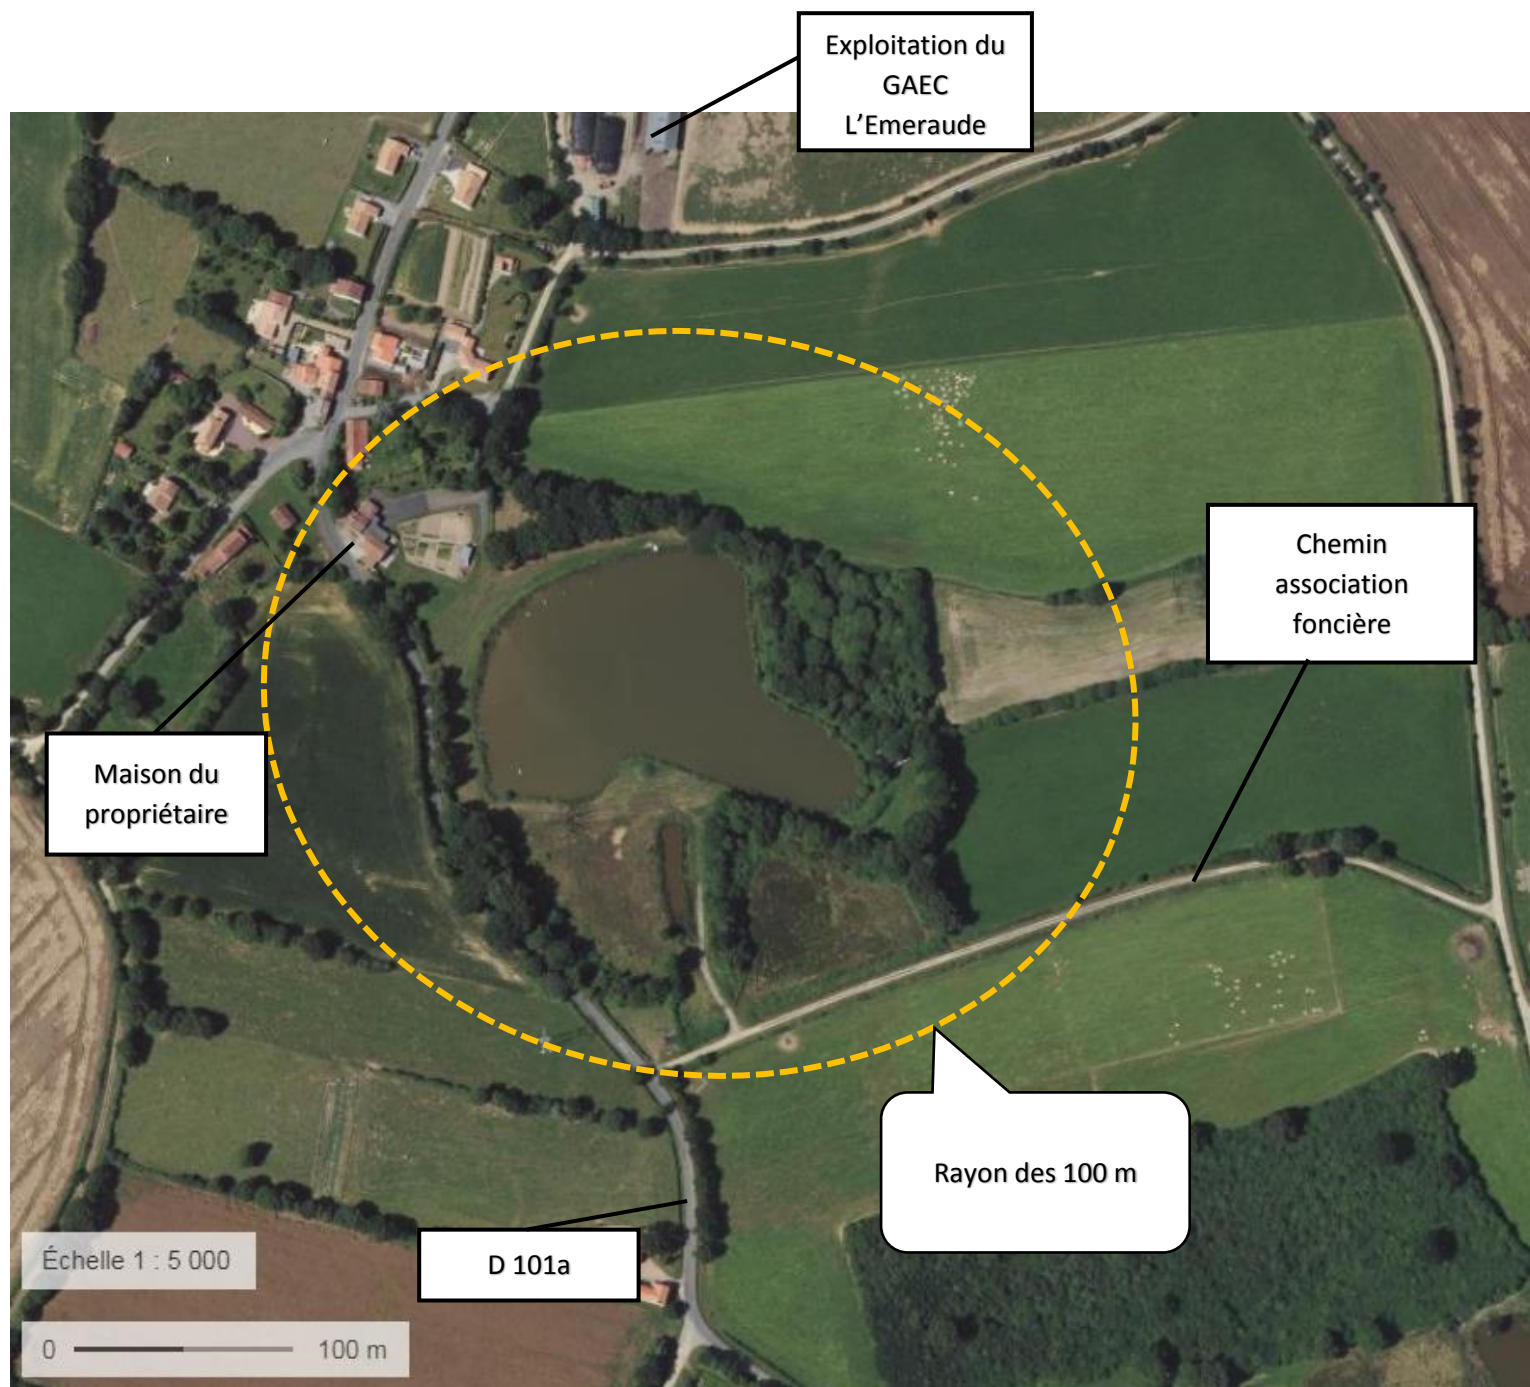 Exploitation du
GAEC
L’Emeraude
Chemin
association
foncière
Maison du
propriétaire
Rayon des 100 m
D 101a
Échelle 1 : 5 000
0 100 m